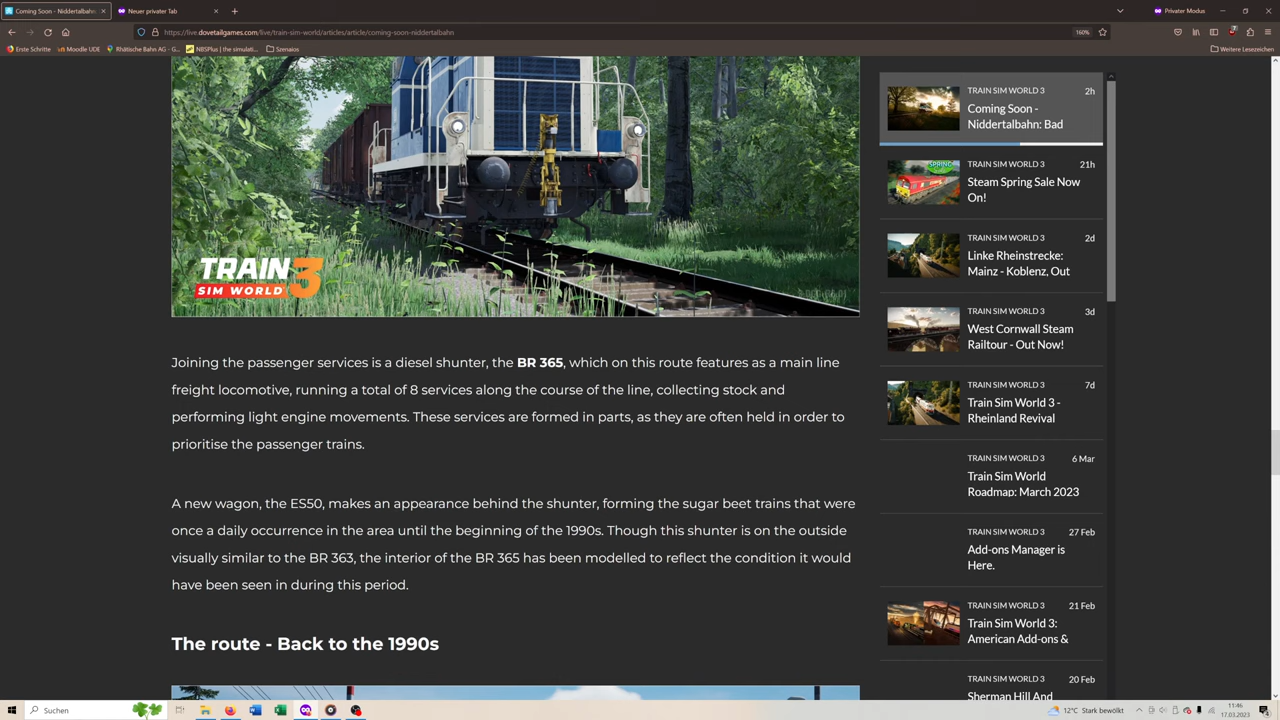 Coming Soon - Niddertalbahn:
Neuer privater Tab
Privater Modus
https://live.dovetailgames.com/live/train-sim-world/articles/article/coming-soon-niddertalbahn
160%
Erste Schritte
Moodle UDE
Rhätische Bahn AG - G...
NBSPlus | the simulati...
Szenaios
Weitere Lesezeichen
TRAIN
SIM WORLD 3
Joining the passenger services is a diesel shunter, the BR 365, which on this route features as a main line
freight locomotive, running a total of 8 services along the course of the line, collecting stock and
performing light engine movements. These services are formed in parts, as they are often held in order to
prioritise the passenger trains.
A new wagon, the ES50, makes an appearance behind the shunter, forming the sugar beet trains that were
once a daily occurrence in the area until the beginning of the 1990s. Though this shunter is on the outside
visually similar to the BR 363, the interior of the BR 365 has been modelled to reflect the condition it would
have been seen in during this period.
The route - Back to the 1990s
TRAIN SIM WORLD 3 2h
Coming Soon -
Niddertalbahn: Bad
TRAIN SIM WORLD 3 21h
Steam Spring Sale Now
On!
SPRING
TRAIN SIM WORLD 3 2d
Linke Rheinstrecke:
Mainz - Koblenz, Out
TRAIN SIM WORLD 3 3d
West Cornwall Steam
Railtour - Out Now!
TRAIN SIM WORLD 3 7d
Train Sim World 3 -
Rheinland Revival
TRAIN SIM WORLD 3 6 Mar
Train Sim World
Roadmap: March 2023
TRAIN SIM WORLD 3 27 Feb
Add-ons Manager is
Here.
TRAIN SIM WORLD 3 21 Feb
Train Sim World 3:
American Add-ons &
TRAIN SIM WORLD 3 20 Feb
Sherman Hill And
Suchen
12°C Stark bewölkt
11:46
17.03.2023